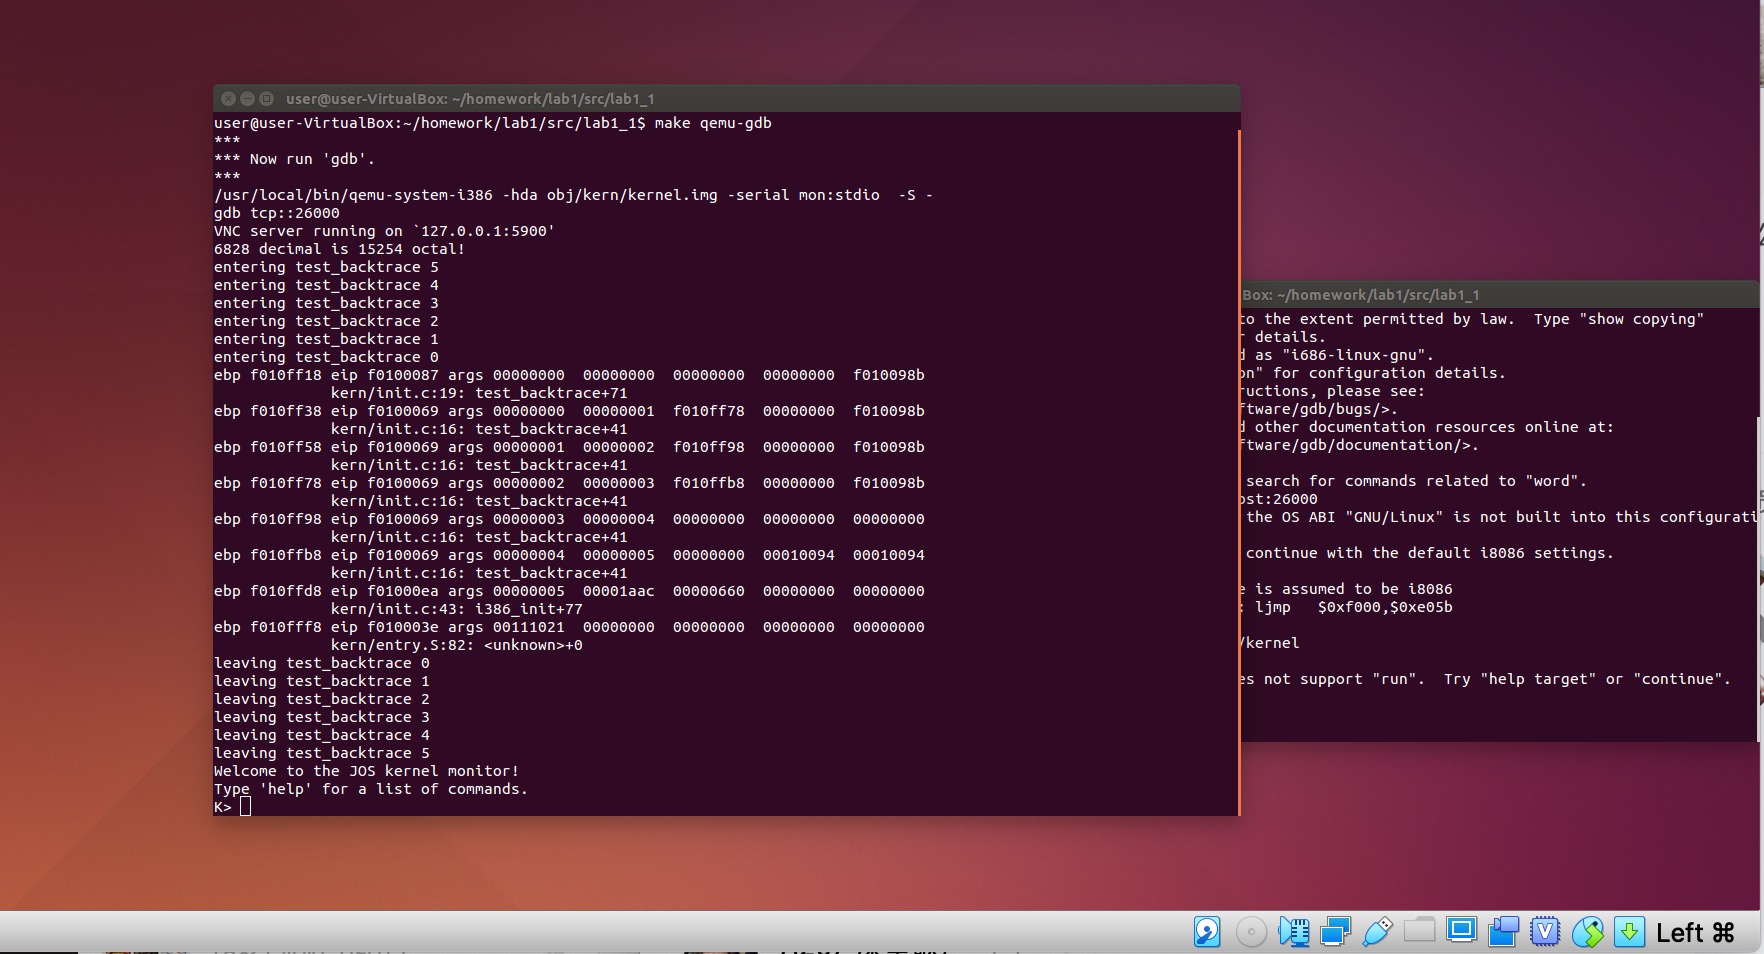 user@user-VirtualBox: ~/homework/lab1/src/lab1_1
user@user-VirtualBox:~/homework/lab1/src/lab1_1$ make qemu-gdb
***
*** Now run 'gdb'.
***
/usr/local/bin/qemu-system-i386 -hda obj/kern/kernel.img -serial mon:stdio  -S -
gdb tcp::26000
VNC server running on `127.0.0.1:5900'
6828 decimal is 15254 octal!
entering test_backtrace 5
entering test_backtrace 4
entering test_backtrace 3
entering test_backtrace 2
entering test_backtrace 1
entering test_backtrace 0
ebp f010ff18 eip f0100087 args 00000000  00000000  00000000  00000000  f010098b
kern/init.c:19: test_backtrace+71
ebp f010ff38 eip f0100069 args 00000000  00000001  f010ff78  00000000  f010098b
kern/init.c:16: test_backtrace+41
ebp f010ff58 eip f0100069 args 00000001  00000002  f010ff98  00000000  f010098b
kern/init.c:16: test_backtrace+41
ebp f010ff78 eip f0100069 args 00000002  00000003  f010ffb8  00000000  f010098b
kern/init.c:16: test_backtrace+41
ebp f010ff98 eip f0100069 args 00000003  00000004  00000000  00000000  00000000
kern/init.c:16: test_backtrace+41
ebp f010ffb8 eip f0100069 args 00000004  00000005  00000000  00010094  00010094
kern/init.c:16: test_backtrace+41
ebp f010ffd8 eip f01000ea args 00000005  00001aac  00000660  00000000  00000000
kern/init.c:43: i386_init+77
ebp f010fff8 eip f010003e args 00111021  00000000  00000000  00000000  00000000
kern/entry.S:82: <unknown>+0
leaving test_backtrace 0
leaving test_backtrace 1
leaving test_backtrace 2
leaving test_backtrace 3
leaving test_backtrace 4
leaving test_backtrace 5
Welcome to the JOS kernel monitor!
Type 'help' for a list of commands.
K>
Box: ~/homework/lab1/src/lab1_1
to the extent permitted by law.  Type "show copying"
details.
as "i686-linux-gnu".
on" for configuration details.
ructions, please see:
ftware/gdb/bugs/>.
other documentation resources online at:
ftware/gdb/documentation/>.
search for commands related to "word".
ost:26000
the OS ABI "GNU/Linux" is not built into this configurati
continue with the default i8086 settings.
e is assumed to be i8086
: ljmp   $0xf000,$0xe05b
/kernel
es not support "run".  Try "help target" or "continue".
Left ⌘